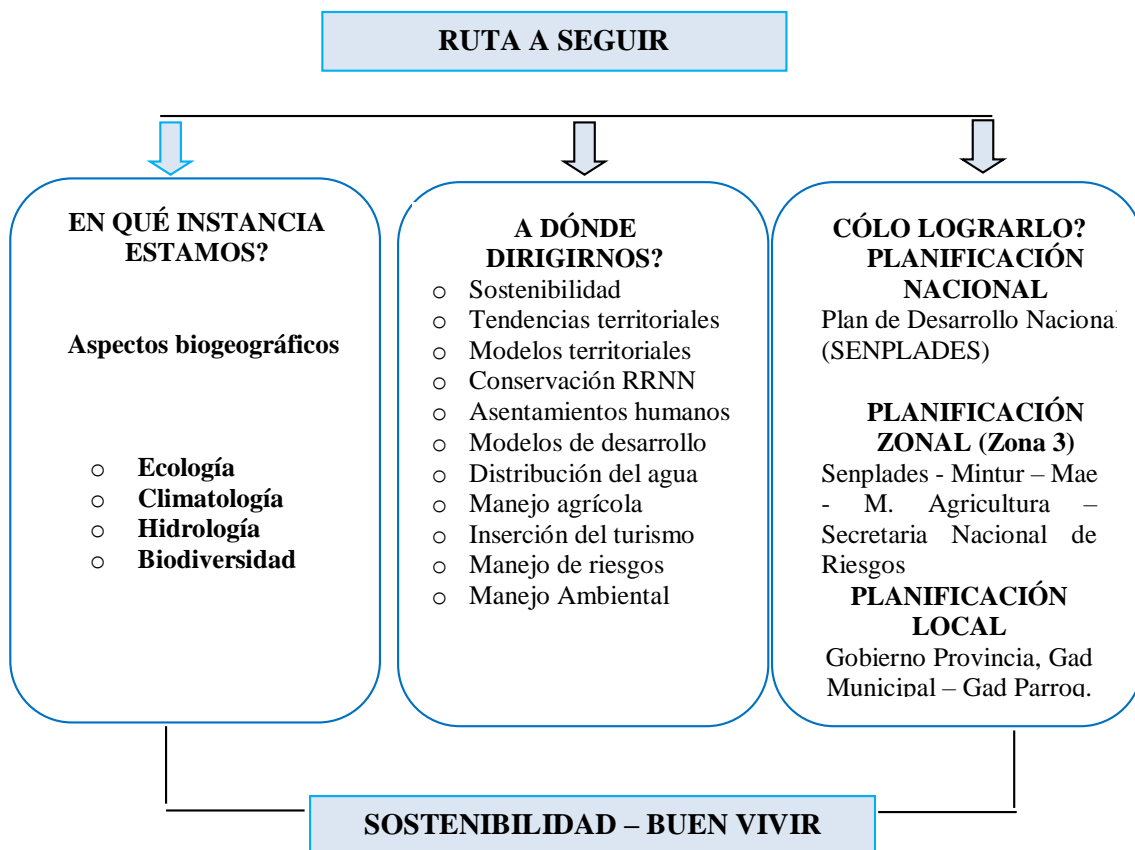 RUTA A SEGUIR
EN QUÉ INSTANCIA
ESTAMOS?
Aspectos biogeográficos
o Ecología
o Climatología
o Hidrología
o Biodiversidad
A DÓNDE
DIRIGIRNOS?
o Sostenibilidad
o Tendencias territoriales
o Modelos territoriales
o Conservación RRNN
o Asentamientos humanos
o Modelos de desarrollo
o Distribución del agua
o Manejo agrícola
o Inserción del turismo
o Manejo de riesgos
o Manejo Ambiental
CÓLO LOGRARLO?
PLANIFICACIÓN
NACIONAL
Plan de Desarrollo Nacional
(SENPLADES)
PLANIFICACIÓN
ZONAL (Zona 3)
Senplades - Mintur – Mae
- M. Agricultura –
Secretaria Nacional de
Riesgos
PLANIFICACIÓN
LOCAL
Gobierno Provincia, Gad
Municipal – Gad Parroq.
SOSTENIBILIDAD – BUEN VIVIR